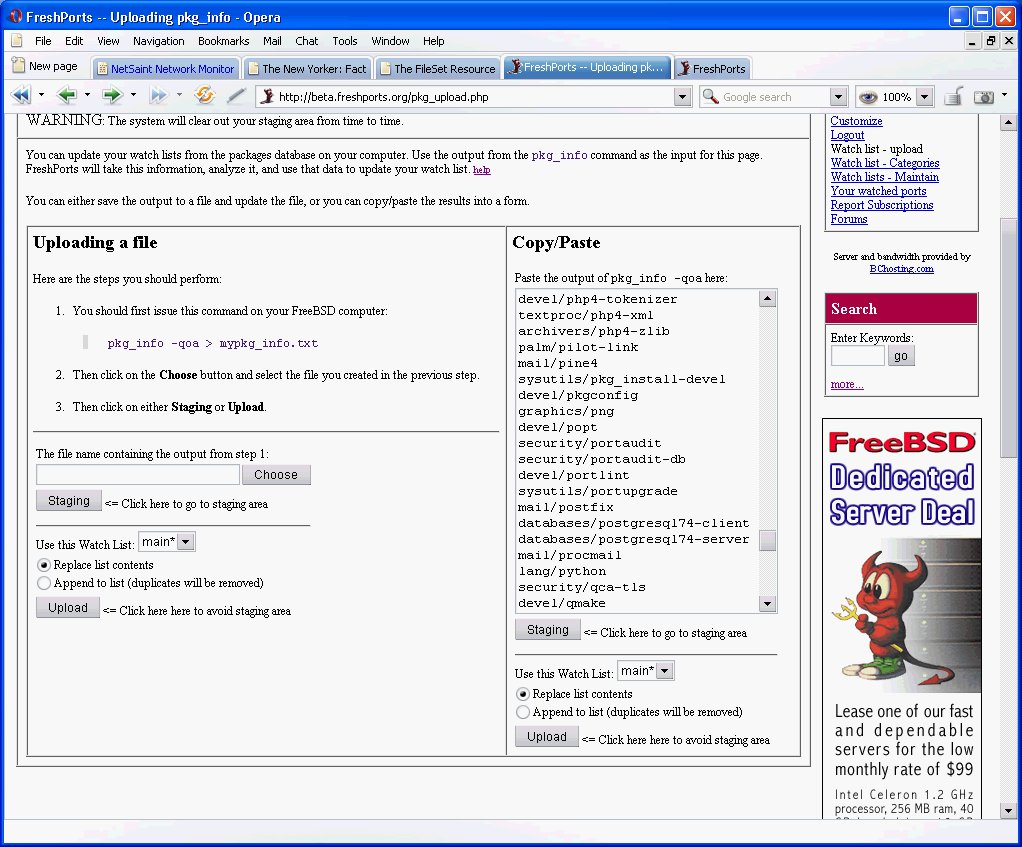 FreshPorts -- Uploading pkg_info - Opera
File Edit View Navigation Bookmarks Mail Chat Tools Window Help
New page
NetSaint Network Monitor
The New Yorker: Fact
The FileSet Resource
FreshPorts -- Uploading pk...
FreshPorts
http://beta.freshports.org/pkg_upload.php
Google search
100%
WARNING: The system will clear out your staging area from time to time.
You can update your watch lists from the packages database on your computer. Use the output from the pkg_info command as the input for this page.
FreshPorts will take this information, analyze it, and use that data to update your watch list. help
You can either save the output to a file and update the file, or you can copy/paste the results into a form.
Uploading a file
Here are the steps you should perform:
1. You should first issue this command on your FreeBSD computer:
pkg_info -qoa > mypkg_info.txt
2. Then click on the Choose button and select the file you created in the previous step.
3. Then click on either Staging or Upload.
The file name containing the output from step 1:
Choose
Staging <= Click here to go to staging area
Use this Watch List: main*
Replace list contents
Append to list (duplicates will be removed)
Upload <= Click here here to avoid staging area
Copy/Paste
Paste the output of pkg_info -qoa here:
devel/php4-tokenizer
textproc/php4-xml
archivers/php4-zlib
palm/pilot-link
mail/pine4
sysutils/pkg_install-devel
devel/pkgconfig
graphics/png
devel/popt
security/portaudit
security/portaudit-db
devel/portlint
sysutils/portupgrade
mail/postfix
databases/postgresql74-client
databases/postgresql74-server
mail/procmail
lang/python
security/qca-tls
devel/qmake
Staging <= Click here to go to staging area
Use this Watch List: main*
Replace list contents
Append to list (duplicates will be removed)
Upload <= Click here here to avoid staging area
Customize
Logout
Watch list - upload
Watch list - Categories
Watch lists - Maintain
Your watched ports
Report Subscriptions
Forums
Server and bandwidth provided by
BChosting.com
Search
Enter Keywords:
go
more...
FreeBSD
Dedicated
Server Deal
Lease one of our fast
and dependable
servers for the low
monthly rate of $99
Intel Celeron 1.2 GHz
processor, 256 MB ram, 40